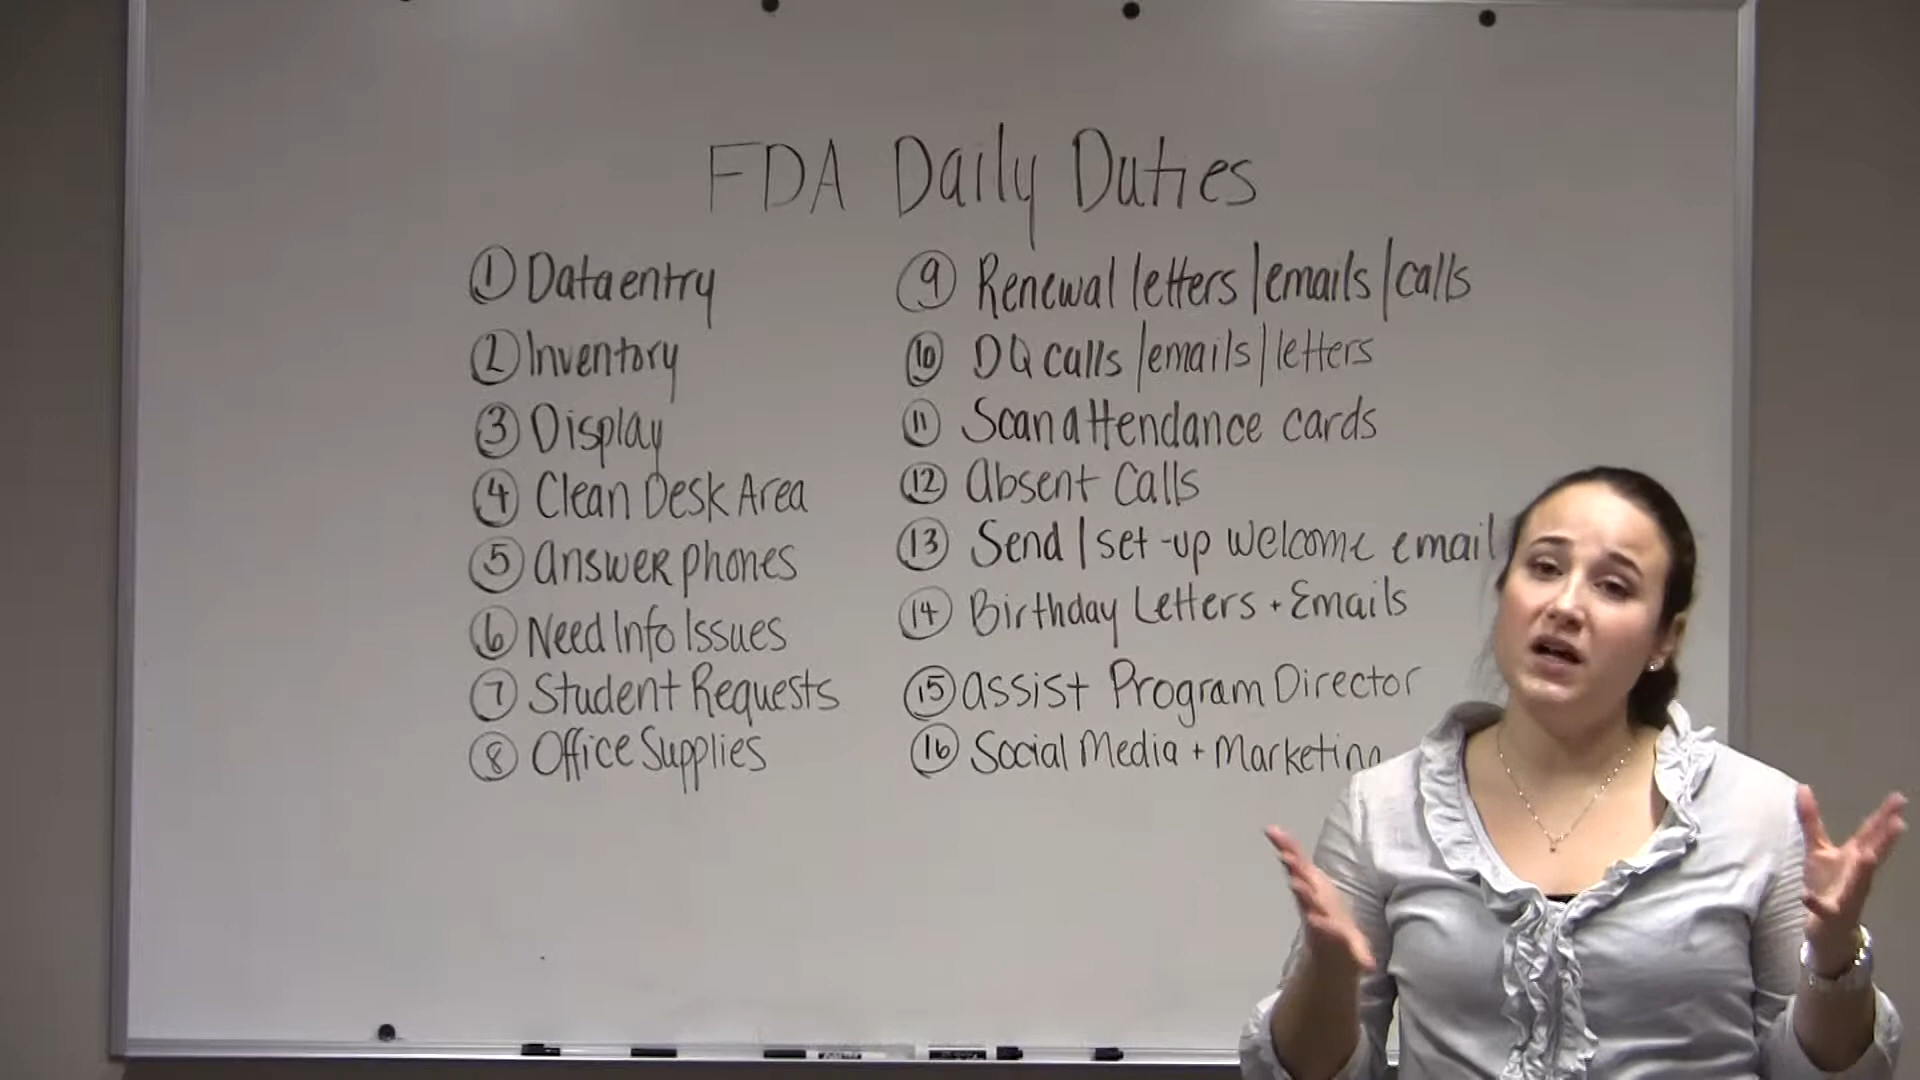 FDA Daily Duties
① Data entry
② Inventory
③ Display
④ Clean Desk Area
⑤ Answer phones
⑥ Need Info Issues
⑦ Student Requests
⑧ Office Supplies
⑨ Renewal letters/emails/calls
⑩ DQ calls/emails/letters
⑪ Scan attendance cards
⑫ Absent Calls
⑬ Send/set-up welcome email
⑭ Birthday Letters + Emails
⑮ assist Program Director
⑯ Social Media + Marketing